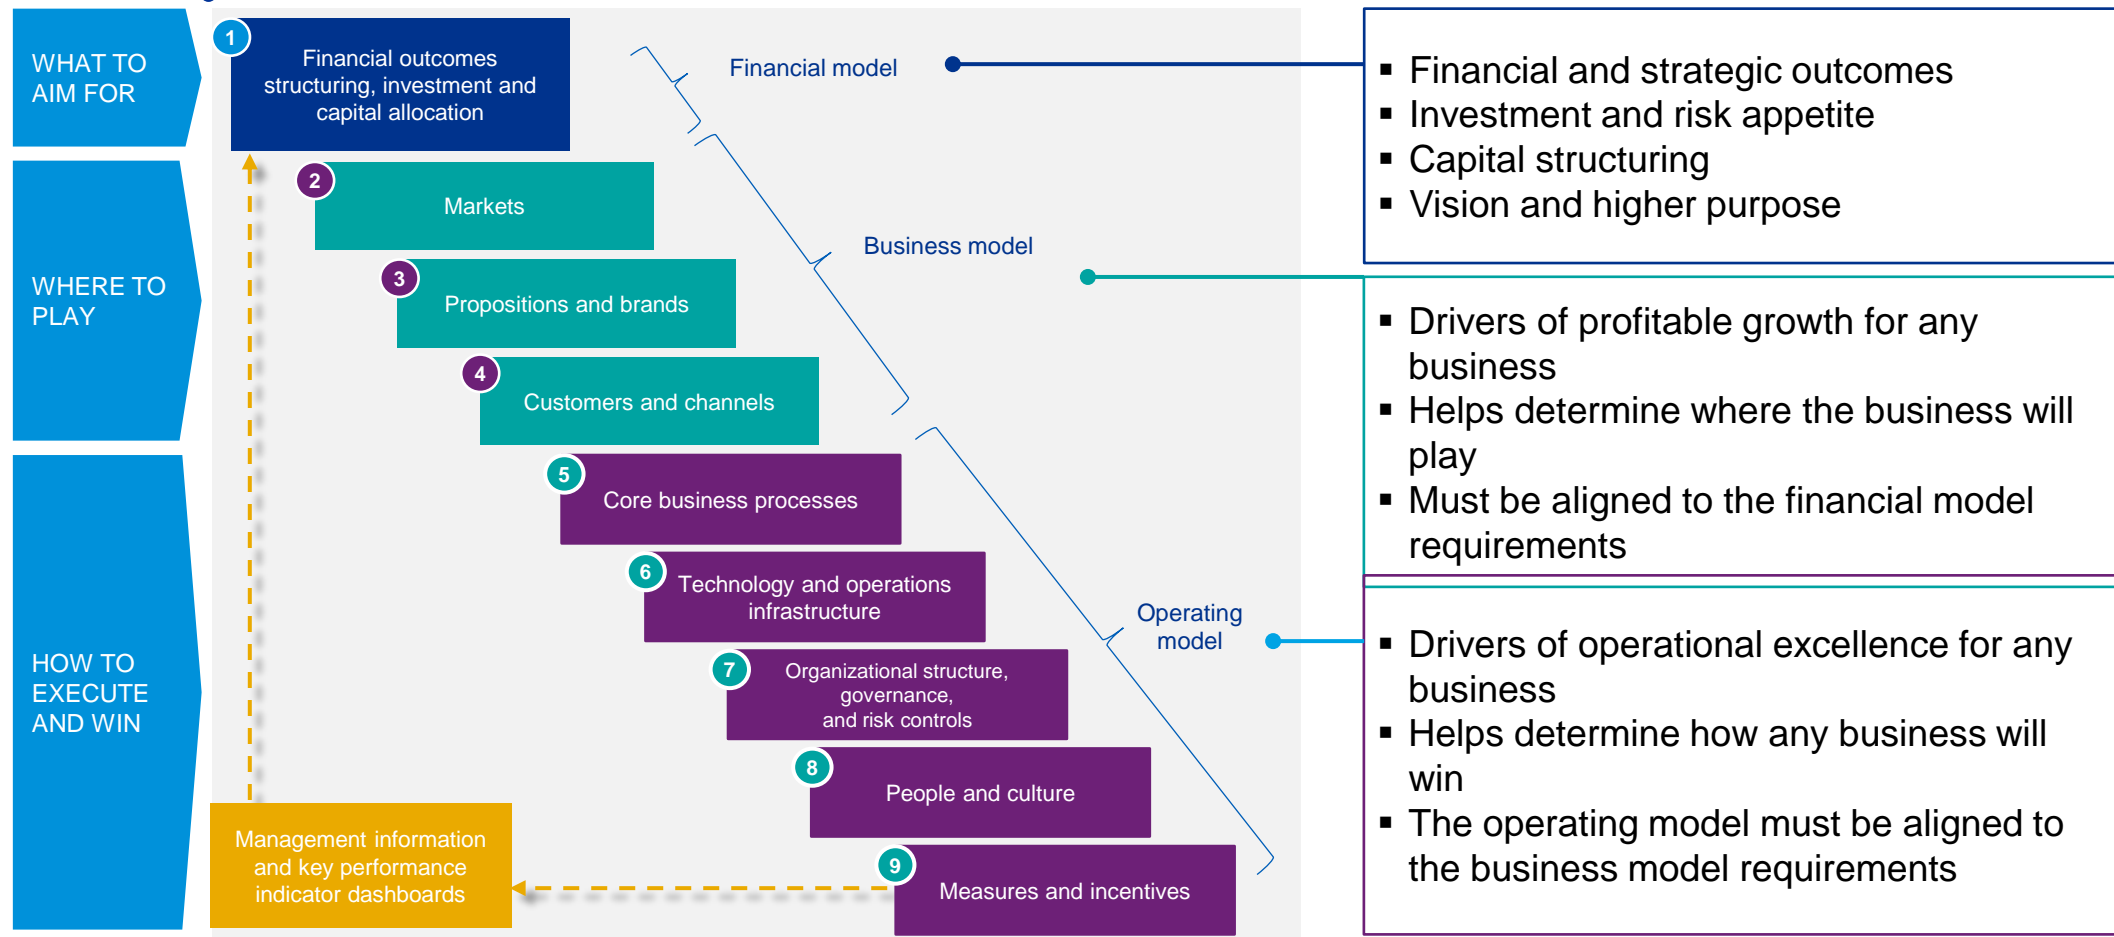 WHAT TO
AIM FOR
1
Financial outcomes
structuring, investment and
capital allocation
Financial model
▪ Financial and strategic outcomes
▪ Investment and risk appetite
▪ Capital structuring
▪ Vision and higher purpose
WHERE TO
PLAY
2
Markets
3
Propositions and brands
4
Customers and channels
Business model
▪ Drivers of profitable growth for any
business
▪ Helps determine where the business will
play
▪ Must be aligned to the financial model
requirements
HOW TO
EXECUTE
AND WIN
5
Core business processes
6
Technology and operations
infrastructure
7
Organizational structure,
governance,
and risk controls
8
People and culture
9
Measures and incentives
Operating
model
▪ Drivers of operational excellence for any
business
▪ Helps determine how any business will
win
▪ The operating model must be aligned to
the business model requirements
Management information
and key performance
indicator dashboards